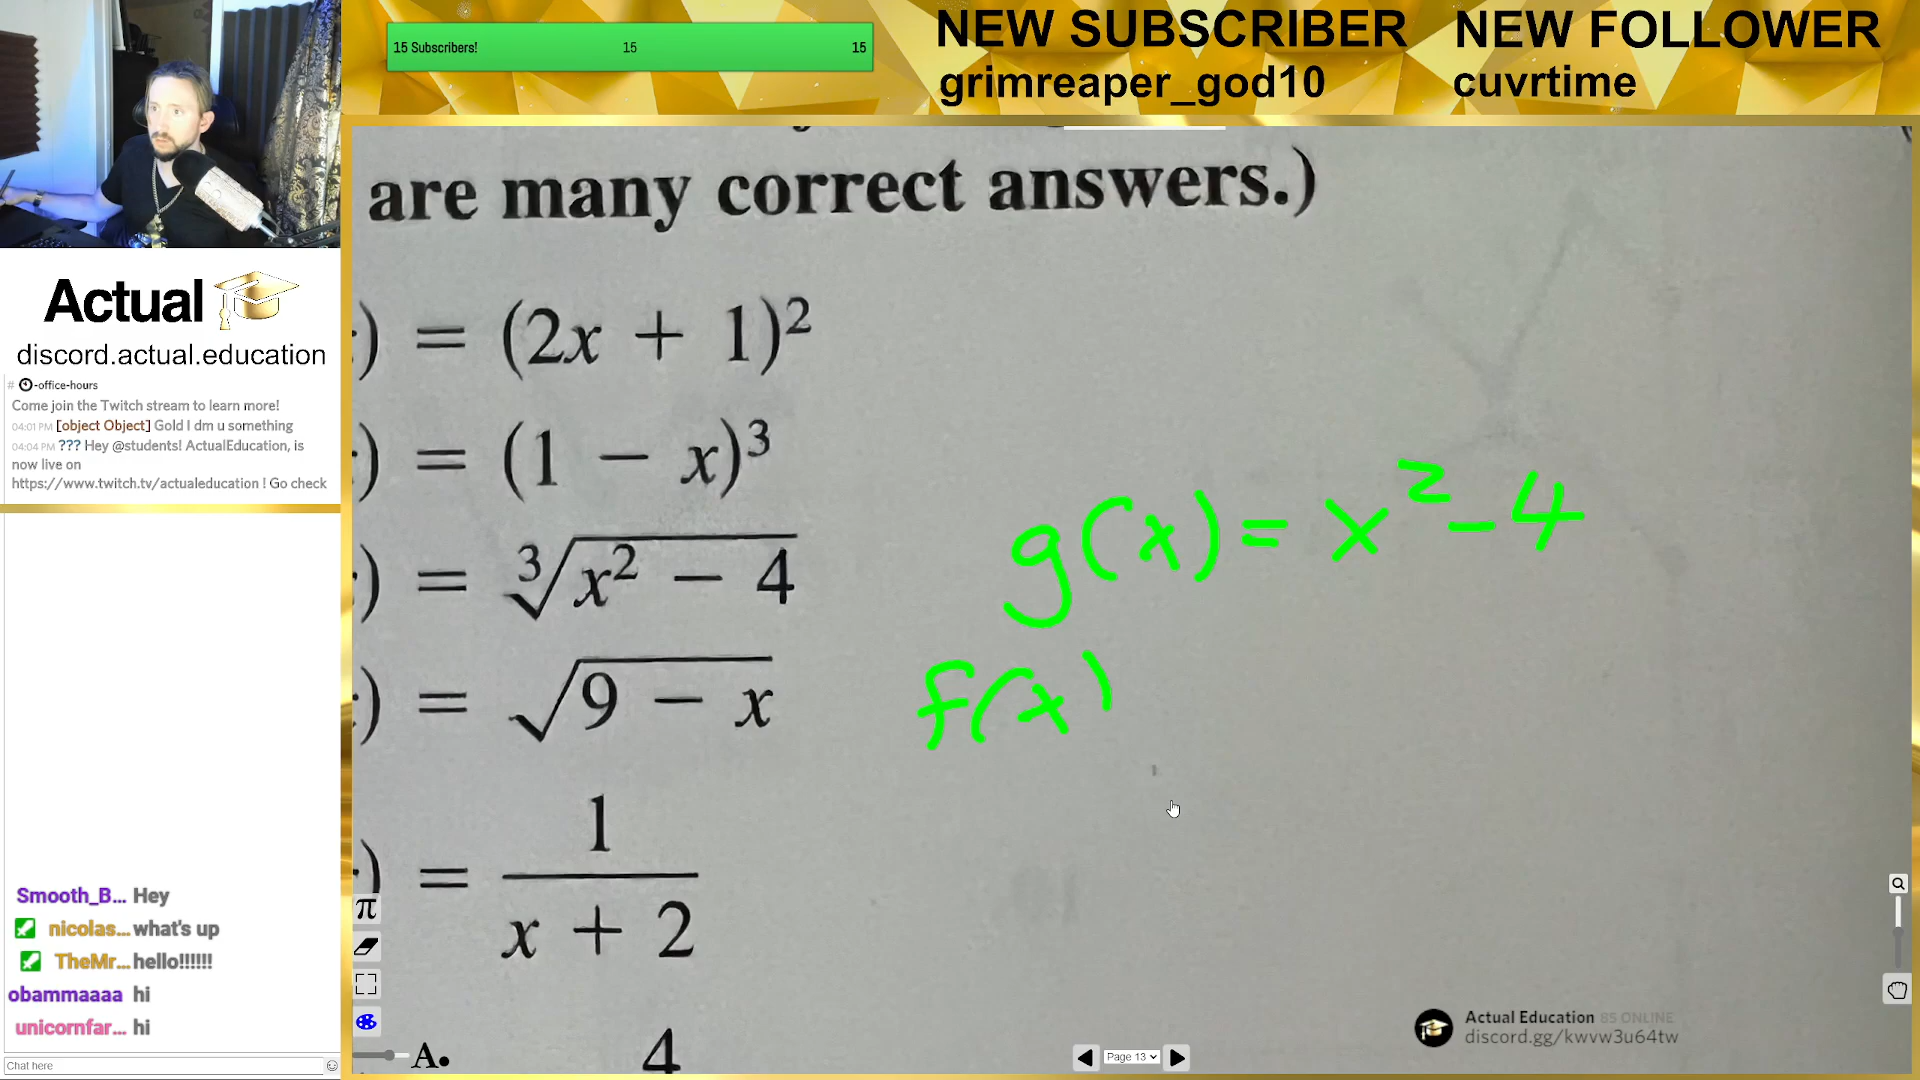 15 Subscribers!
15
15
NEW SUBSCRIBER
grimreaper_god10
NEW FOLLOWER
cuvrtime
Actual
discord.actual.education
# -office-hours
Come join the Twitch stream to learn more!
04:01 PM [object Object] Gold I dm u something
04:04 PM ??? Hey @students! ActualEducation, is
now live on
https://www.twitch.tv/actualeducation ! Go check
Smooth_B... Hey
nicolas... what's up
TheMr... hello!!!!!!
obammaaaa hi
unicornfar... hi
Chat here
are many correct answers.)
) = (2x + 1)²
) = (1 − x)³
) = ∛(x² − 4)
) = √(9 − x)
) = 1/(x + 2)
4
g(x) = x² − 4
f(x)
π
A.
Page 13
Actual Education 85 ONLINE
discord.gg/kwvw3u64tw